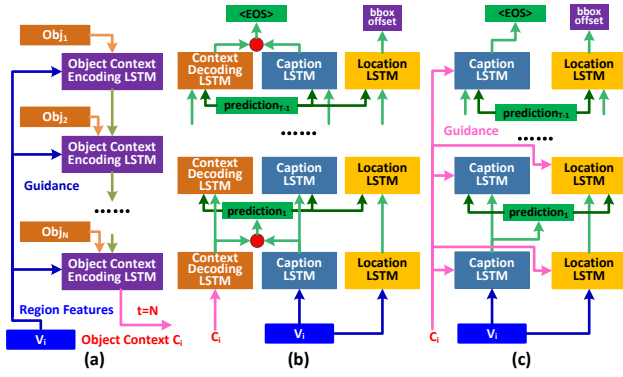 Obj1
Object Context
Encoding LSTM
Obj2
Object Context
Encoding LSTM
Guidance
......
ObjN
Object Context
Encoding LSTM
Region Features
t=N
Vi
Object Context Ci
(a)
<EOS>
bbox
offset
Context
Decoding
LSTM
Caption
LSTM
Location
LSTM
predictionT-1
......
Context
Decoding
LSTM
Caption
LSTM
Location
LSTM
prediction1
Context
Decoding
LSTM
Caption
LSTM
Location
LSTM
Ci
Vi
(b)
<EOS>
bbox
offset
Caption
LSTM
Location
LSTM
predictionT-1
Guidance
......
Caption
LSTM
Location
LSTM
prediction1
Caption
LSTM
Location
LSTM
Ci
Vi
(c)